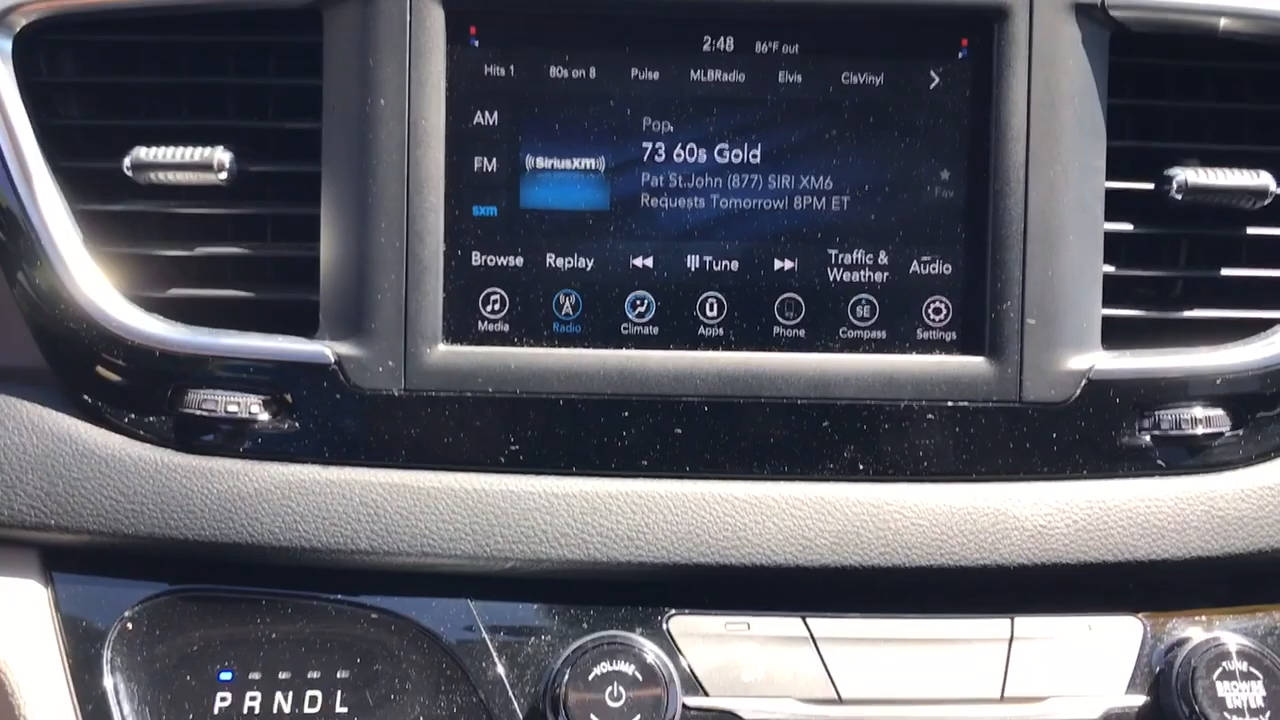 2:48 86°F out
Hits 1 80s on 8 Pulse MLBRadio Elvis ClsVinyl
AM
FM
sxm
((SiriusXM))
Pop
73 60s Gold
Pat St.John (877) SIRI XM6
Requests Tomorrow! 8PM ET
Fav
Browse Replay Tune Traffic & Weather Audio
Media Radio Climate Apps Phone SE Compass Settings
PRNDL
VOLUME
TUNE
BROWSE
ENTER